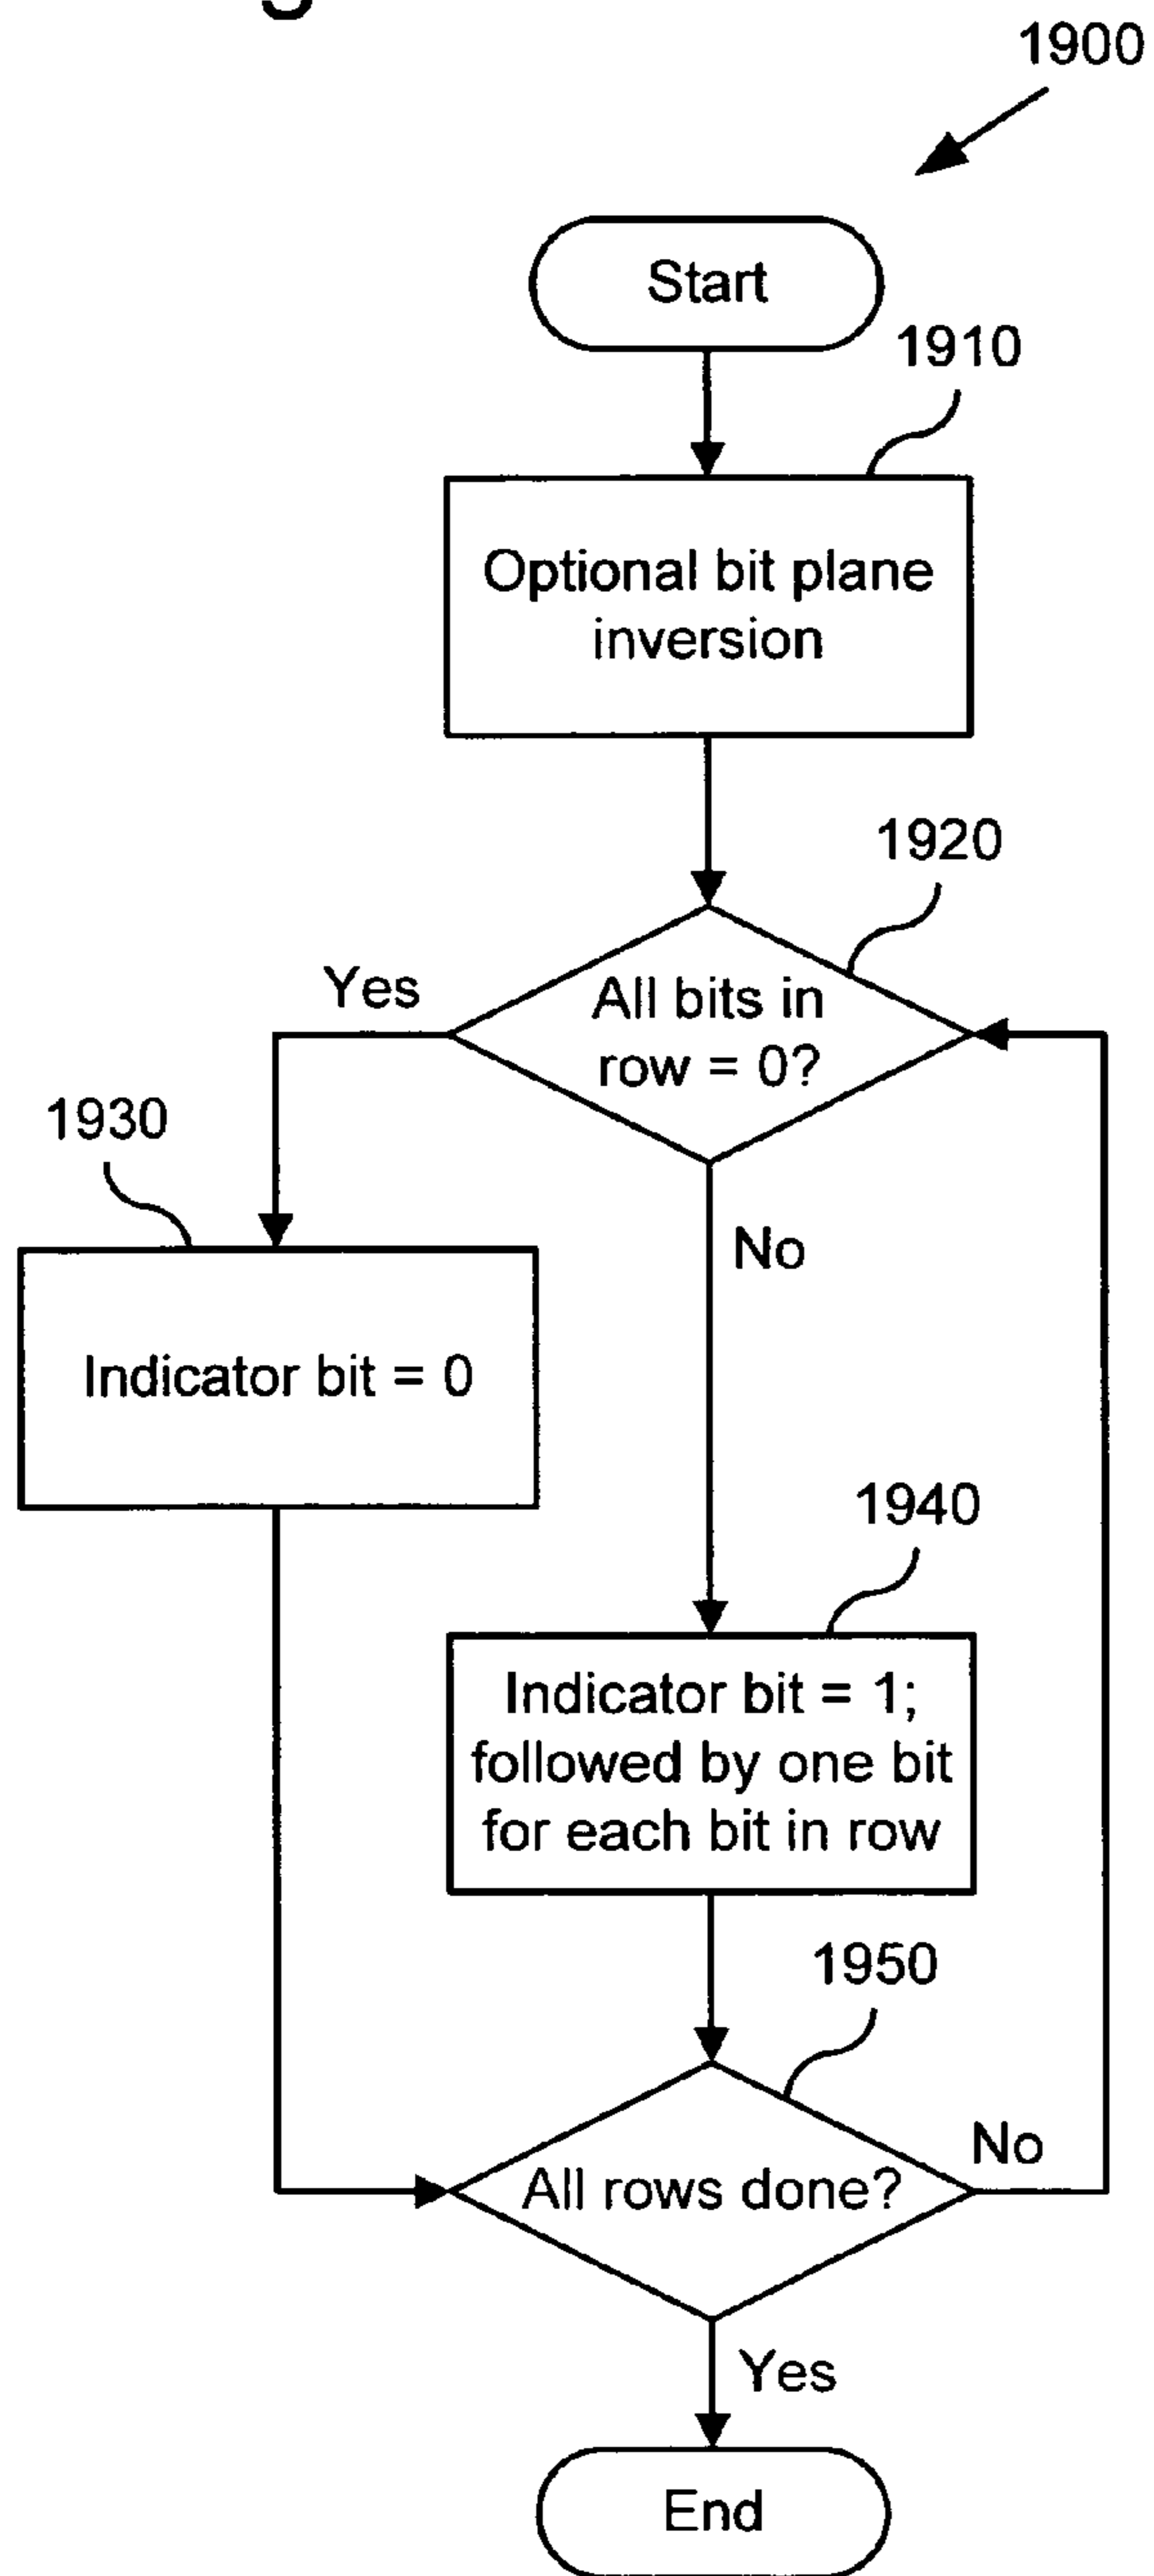 1900
Start
1910
Optional bit plane
inversion
1920
All bits in
row = 0?
Yes
1930
No
Indicator bit = 0
1940
Indicator bit = 1;
followed by one bit
for each bit in row
1950
All rows done?
No
Yes
End